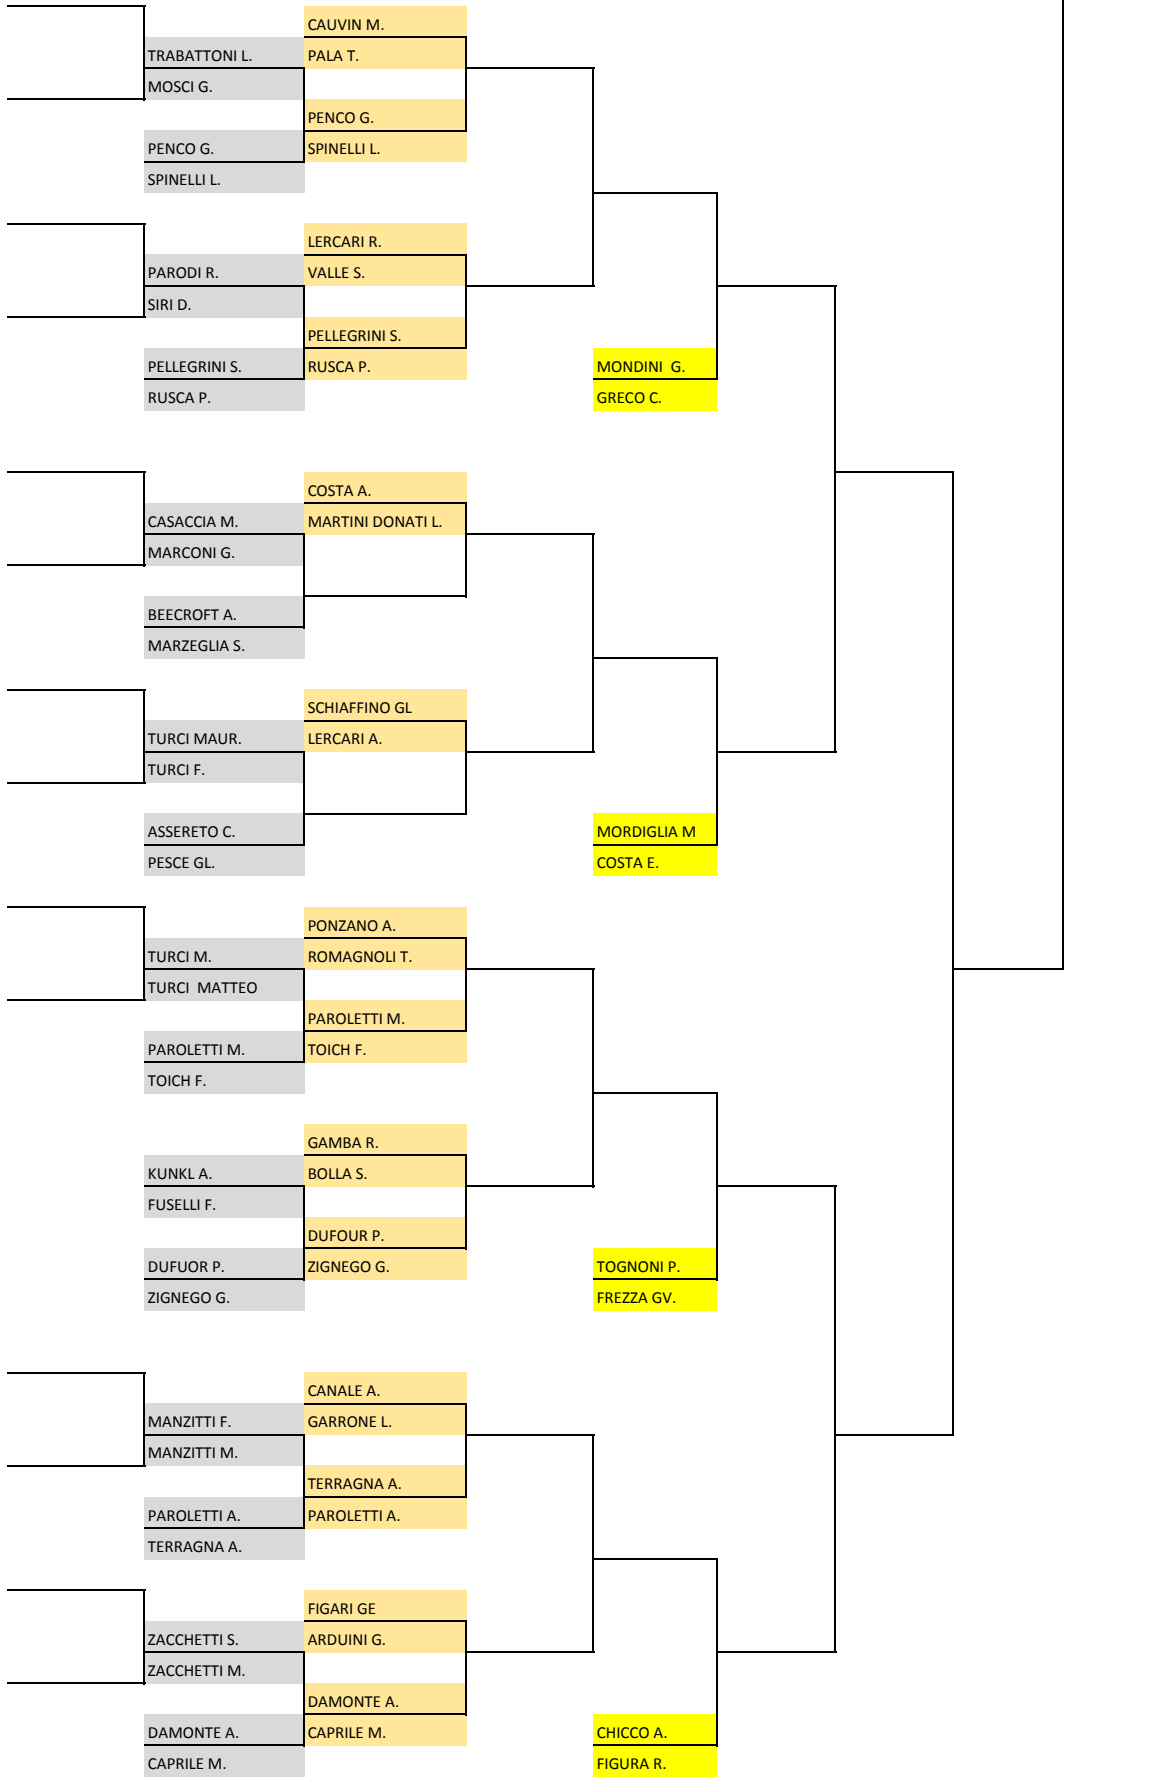 CAUVIN M.
TRABATTONI L.
PALA T.
MOSCI G.
PENCO G.
PENCO G.
SPINELLI L.
SPINELLI L.
LERCARI R.
PARODI R.
VALLE S.
SIRI D.
PELLEGRINI S.
PELLEGRINI S.
RUSCA P.
MONDINI  G.
RUSCA P.
GRECO C.
COSTA A.
CASACCIA M.
MARTINI DONATI L.
MARCONI G.
BEECROFT A.
MARZEGLIA S.
SCHIAFFINO GL
TURCI MAUR.
LERCARI A.
TURCI F.
ASSERETO C.
MORDIGLIA M
PESCE GL.
COSTA E.
PONZANO A.
TURCI M.
ROMAGNOLI T.
TURCI  MATTEO
PAROLETTI M.
PAROLETTI M.
TOICH F.
TOICH F.
GAMBA R.
KUNKL A.
BOLLA S.
FUSELLI F.
DUFOUR P.
DUFUOR P.
ZIGNEGO G.
TOGNONI P.
ZIGNEGO G.
FREZZA GV.
CANALE A.
MANZITTI F.
GARRONE L.
MANZITTI M.
TERRAGNA A.
PAROLETTI A.
PAROLETTI A.
TERRAGNA A.
FIGARI GE
ZACCHETTI S.
ARDUINI G.
ZACCHETTI M.
DAMONTE A.
DAMONTE A.
CAPRILE M.
CHICCO A.
CAPRILE M.
FIGURA R.